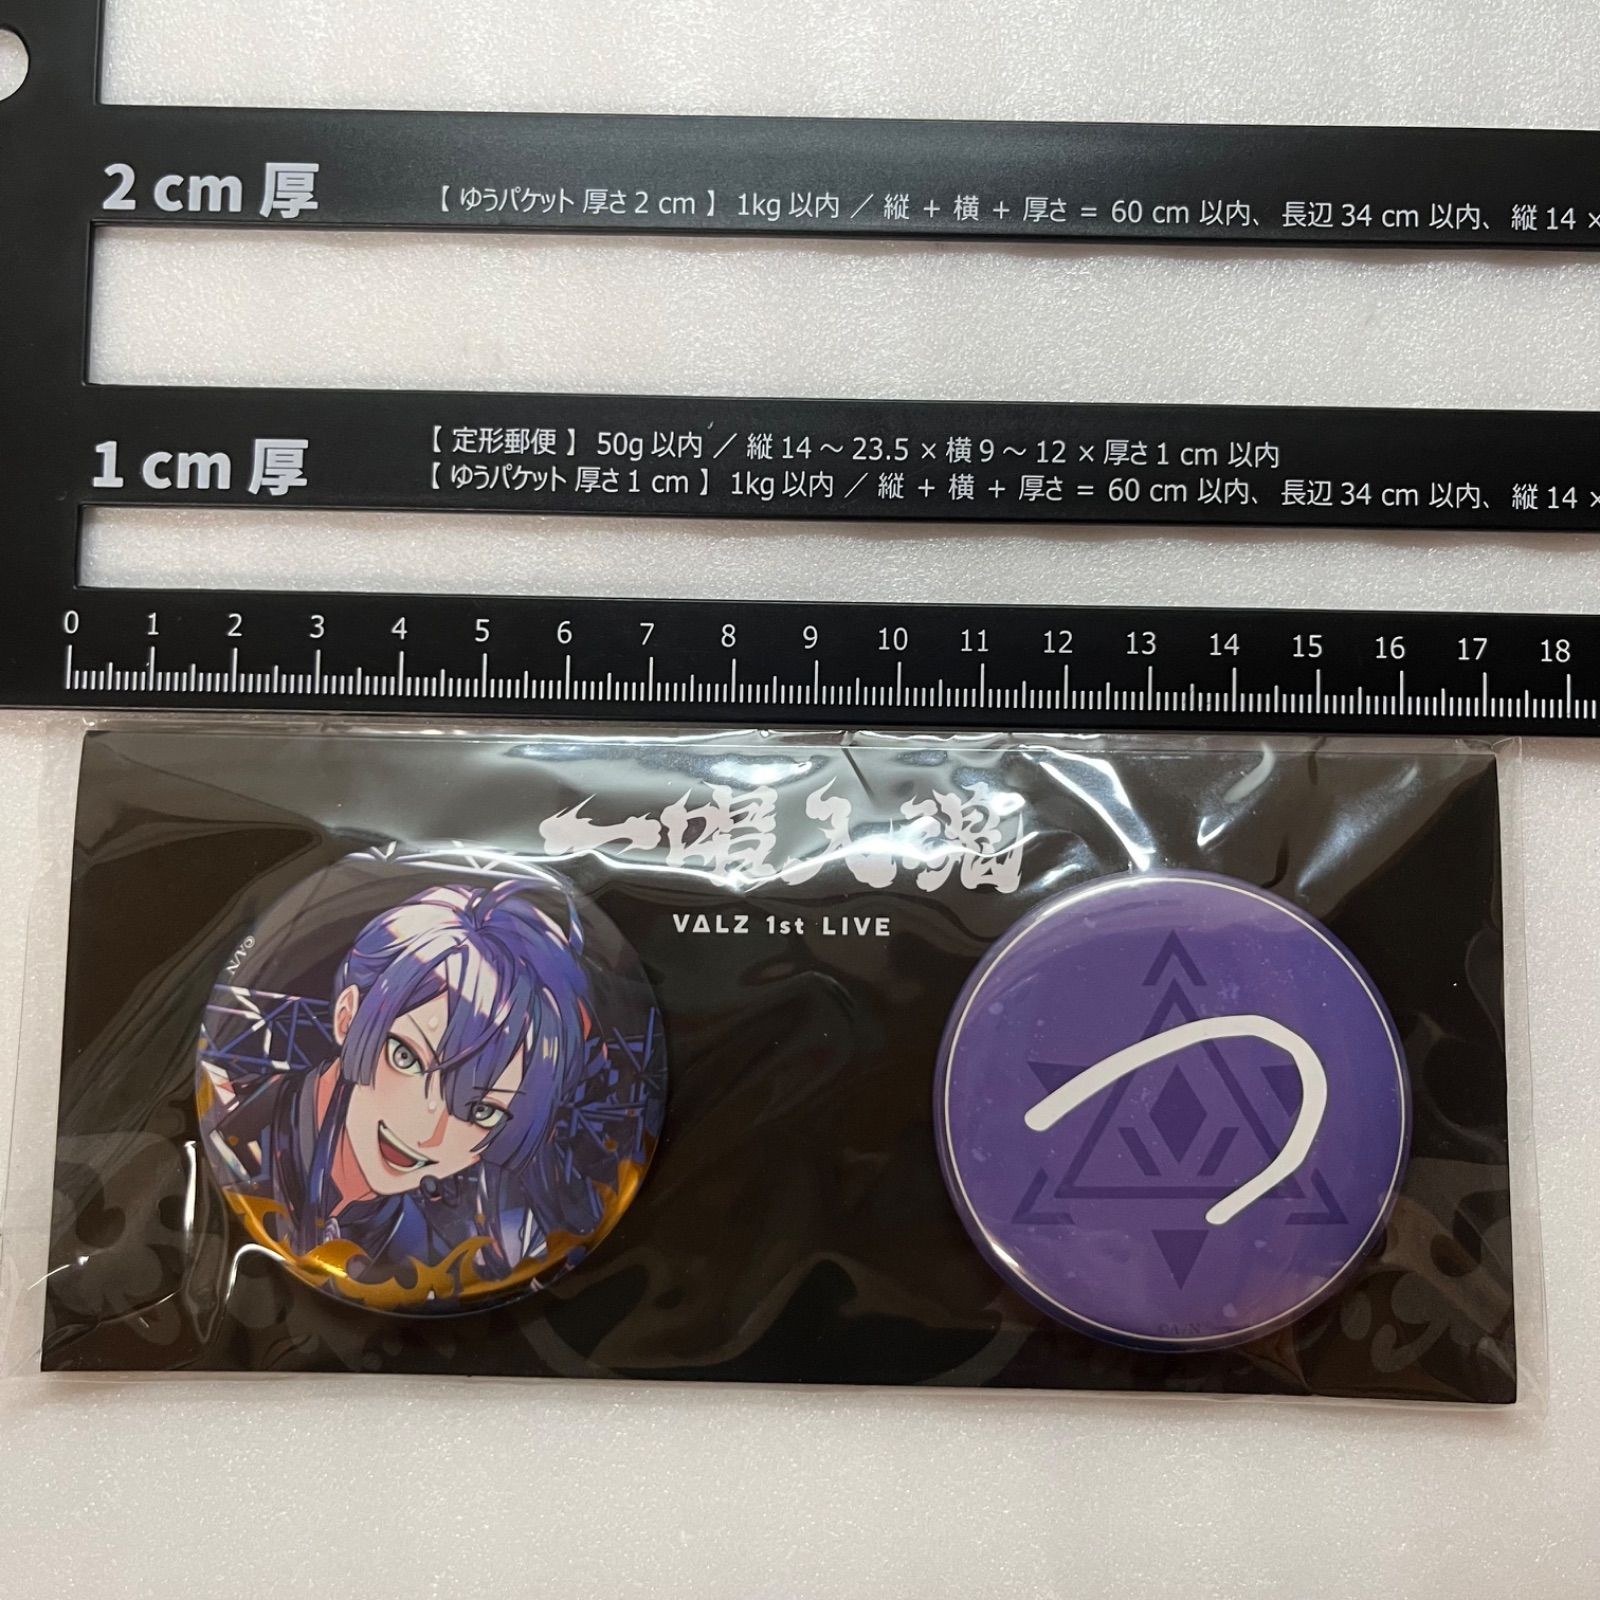 2 cm 厚
【 ゆうパケット 厚さ 2 cm 】 1kg 以内 ／ 縦 ＋ 横 ＋ 厚さ = 60 cm 以内、 長辺 34 cm 以内、 縦 14 ×
1 cm 厚
【 定形郵便 】 50g 以内 ／ 縦 14 ～ 23.5 × 横 9 ～ 12 × 厚さ 1 cm 以内
【 ゆうパケット 厚さ 1 cm 】 1kg 以内 ／ 縦 ＋ 横 ＋ 厚さ = 60 cm 以内、 長辺 34 cm 以内、 縦 14 ×
0 1 2 3 4 5 6 7 8 9 10 11 12 13 14 15 16 17 18
一唱入魂
VALZ 1st LIVE
©A/N
つ
©A/N